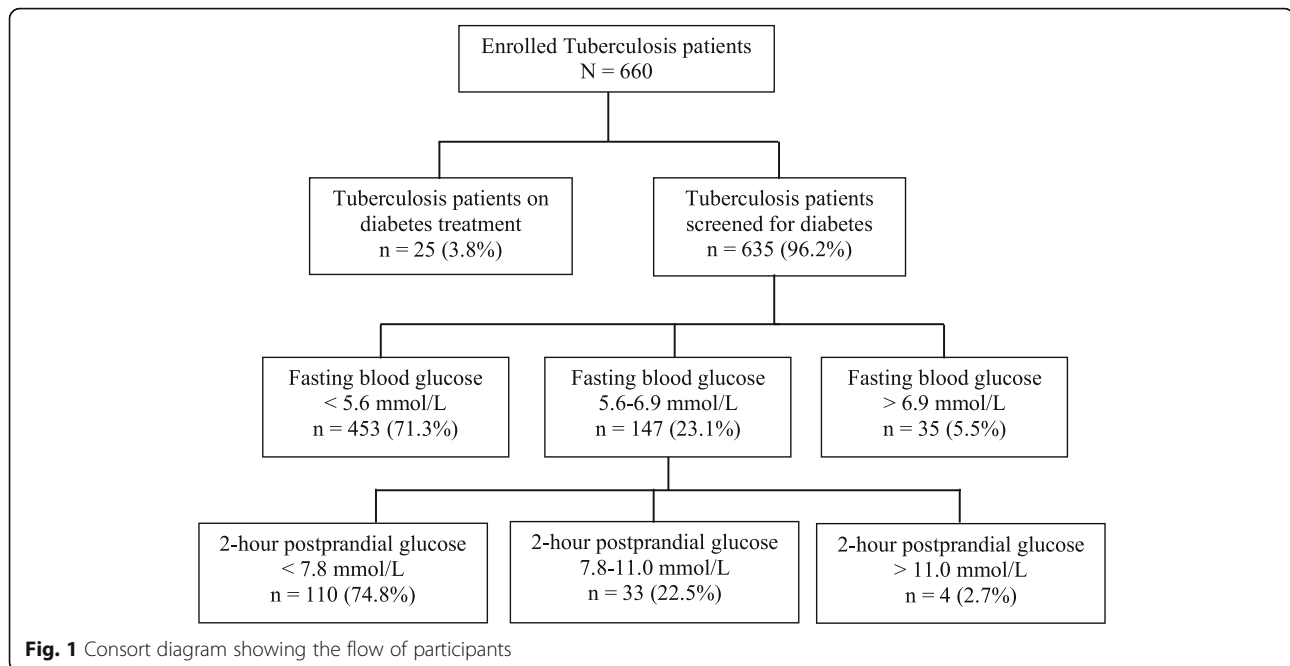 Enrolled Tuberculosis patients
N = 660
Tuberculosis patients on
diabetes treatment
n = 25 (3.8%)
Tuberculosis patients
screened for diabetes
n = 635 (96.2%)
Fasting blood glucose
< 5.6 mmol/L
n = 453 (71.3%)
Fasting blood glucose
5.6-6.9 mmol/L
n = 147 (23.1%)
Fasting blood glucose
> 6.9 mmol/L
n = 35 (5.5%)
2-hour postprandial glucose
< 7.8 mmol/L
n = 110 (74.8%)
2-hour postprandial glucose
7.8-11.0 mmol/L
n = 33 (22.5%)
2-hour postprandial glucose
> 11.0 mmol/L
n = 4 (2.7%)
Fig. 1 Consort diagram showing the flow of participants